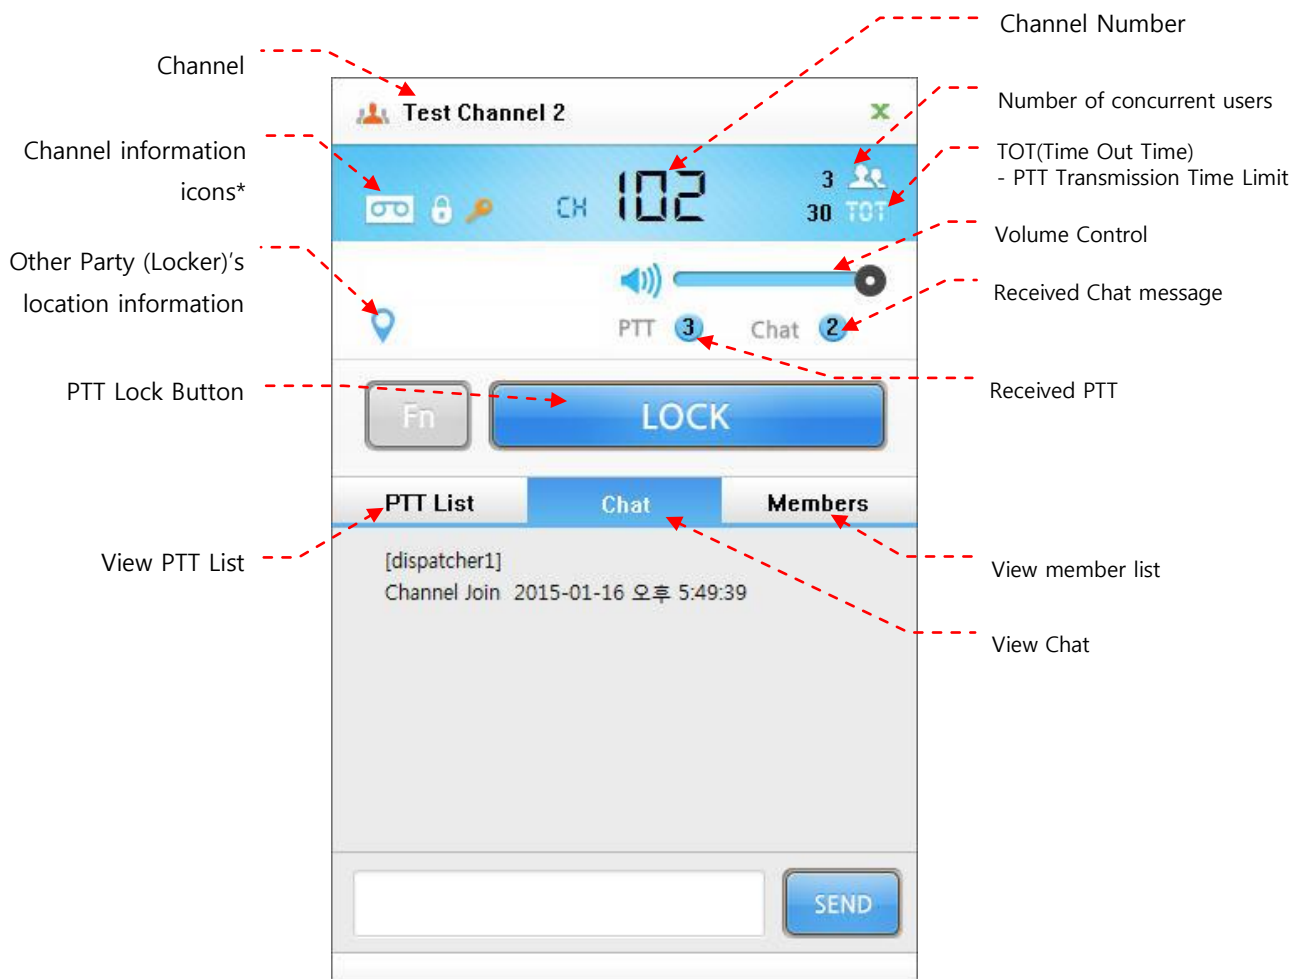 Channel Number
Channel
Number of concurrent users
Test Channel 2
x
Channel information
icons*
TOT(Time Out Time)
- PTT Transmission Time Limit
CH 102
3
30 TOT
Volume Control
Other Party (Locker)'s
location information
Received Chat message
PTT 3 Chat 2
PTT Lock Button
Received PTT
Fn
LOCK
PTT List
Chat
Members
View PTT List
[dispatcher1]
Channel Join 2015-01-16 오후 5:49:39
View member list
View Chat
SEND